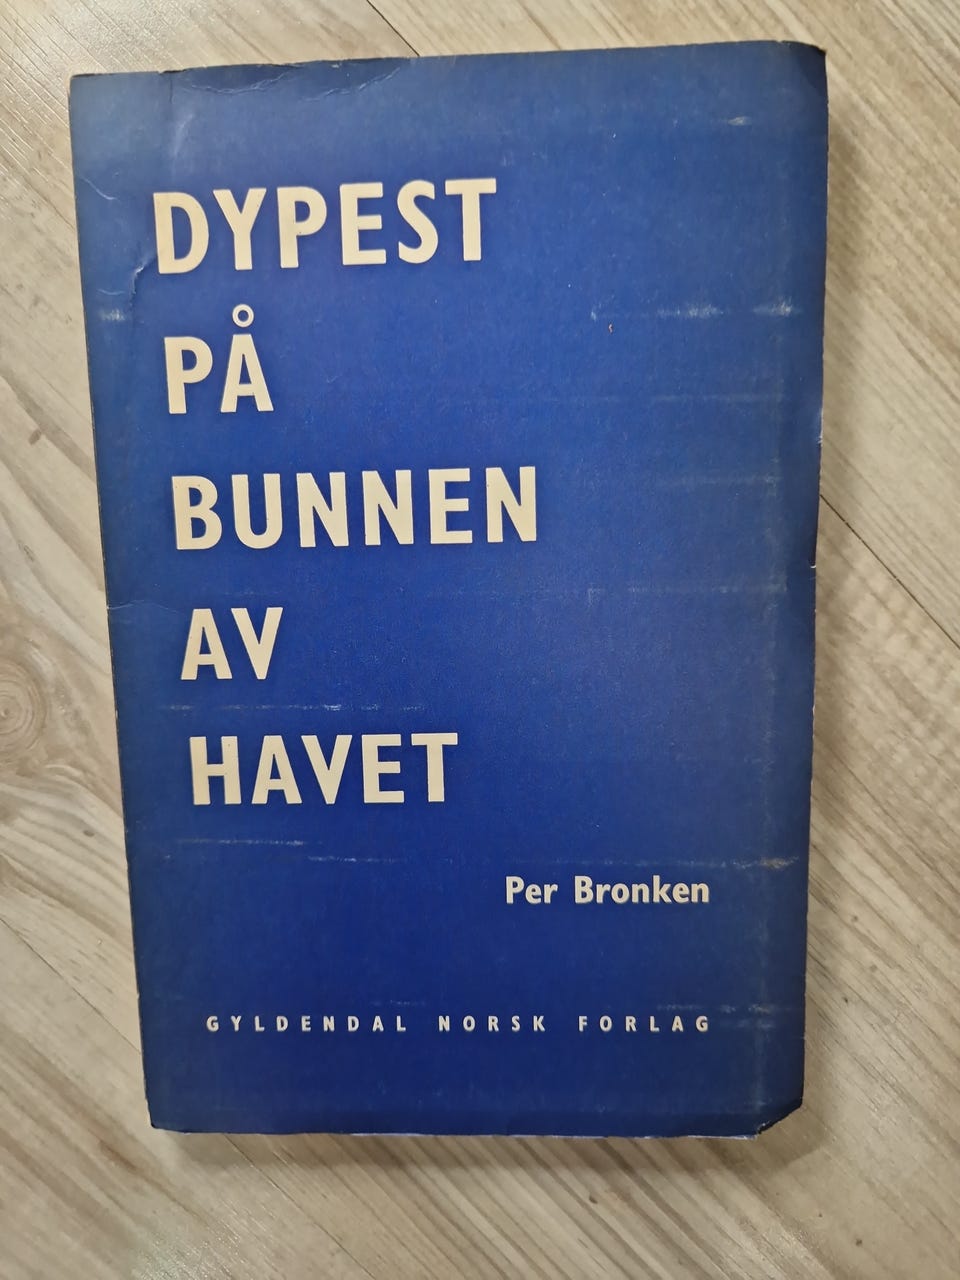 DYPEST
PÅ
BUNNEN
AV
HAVET
Per Bronken
GYLDENDAL NORSK FORLAG